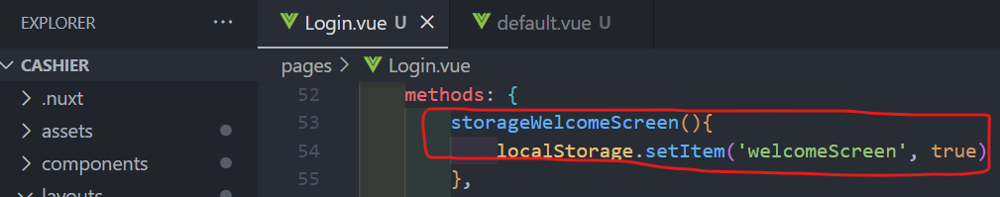 EXPLORER ··· Login.vue U × default.vue U
CASHIER pages > Login.vue
.nuxt 52 methods: {
53 storageWelcomeScreen(){
assets 54 localStorage.setItem('welcomeScreen', true)
components 55 },
layouts